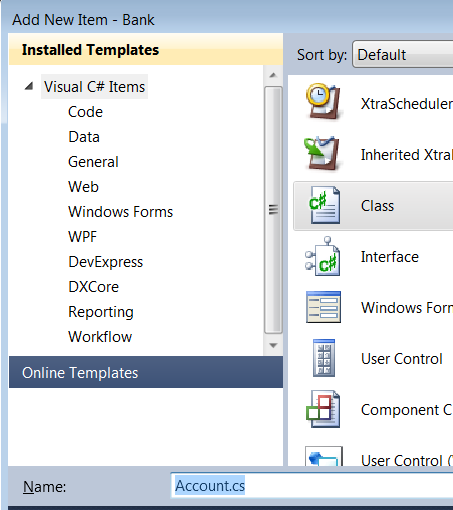 Add New Item - Bank
Installed Templates
Visual C# Items
Code
Data
General
Web
Windows Forms
WPF
DevExpress
DXCore
Reporting
Workflow
Online Templates
Sort by: Default
XtraScheduler
Inherited Xtra
Class
Interface
Windows Form
User Control
Component C
User Control (
Name: Account.cs